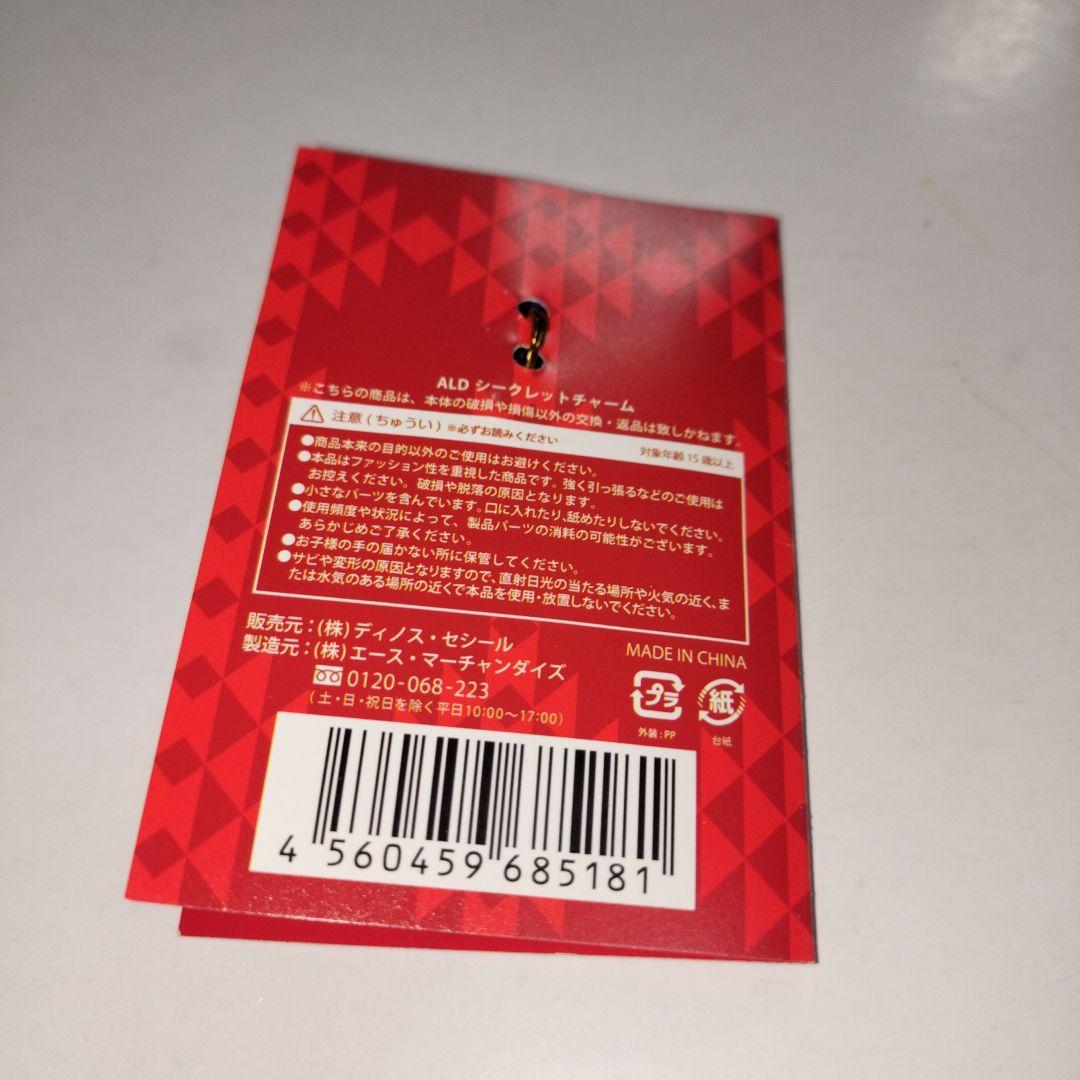 ALD シークレットチャーム
※こちらの商品は、本体の破損や損傷以外の交換・返品は致しかねます。
注意(ちゅうい) ※必ずお読みください 対象年齢 15 歳以上
●商品本来の目的以外のご使用はお避けください。
●本品はファッション性を重視した商品です。強く引っ張るなどのご使用は
お控えください。破損や脱落の原因となります。
●小さなパーツを含んでいます。口に入れたり、舐めたりしないでください。
●使用頻度や状況によって、製品パーツの消耗の可能性がございます。
あらかじめご了承ください。
●お子様の手の届かない所に保管してください。
●サビや変形の原因となりますので、直射日光の当たる場所や火気の近く、ま
たは水気のある場所の近くで本品を使用・放置しないでください。
販売元:(株)ディノス・セシール
製造元:(株)エース・マーチャンダイズ
0120-068-223
(土・日・祝日を除く平日10:00〜17:00)
MADE IN CHINA
プラ 紙
外装:PP 台紙
4 560459 685181